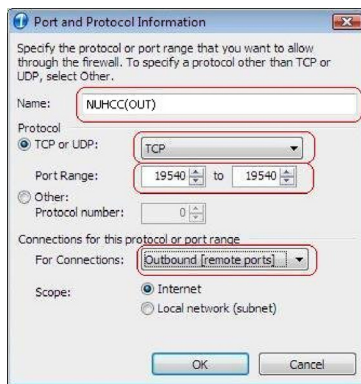 Port and Protocol Information
Specify the protocol or port range that you want to allow
through the firewall. To specify a protocol other than TCP or
UDP, select Other.
Name: NUHCC(OUT)
Protocol
TCP or UDP: TCP
Port Range: 19540 to 19540
Other:
Protocol number: 0
Connections for this protocol or port range
For Connections: Outbound [remote ports]
Scope: Internet
Local network (subnet)
OK Cancel